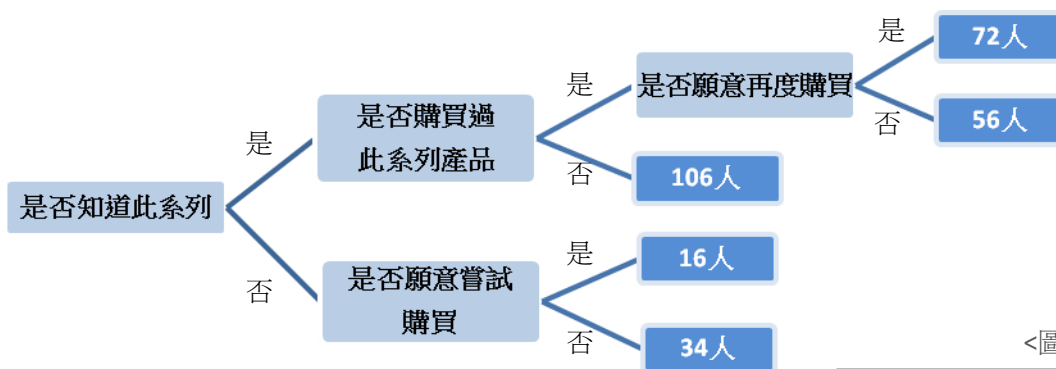 是
72人
是
是否願意再度購買
是否購買過
此系列產品
是
否
56人
否
106人
是否知道此系列
是
16人
否
是否願意嘗試
購買
否
34人
<圖